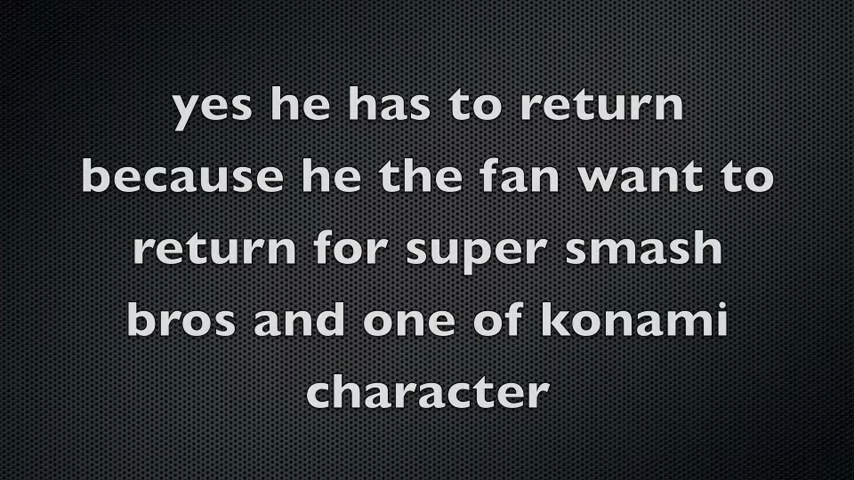 yes he has to return
because he the fan want to
return for super smash
bros and one of konami
character